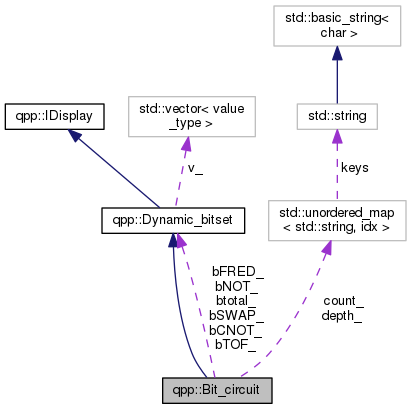 std::basic_string<
char >
qpp::IDisplay
std::vector< value
_type >
std::string
v_
keys
qpp::Dynamic_bitset
std::unordered_map
< std::string, idx >
bFRED_
bNOT_
btotal_
bSWAP_
bCNOT_
bTOF_
count_
depth_
qpp::Bit_circuit